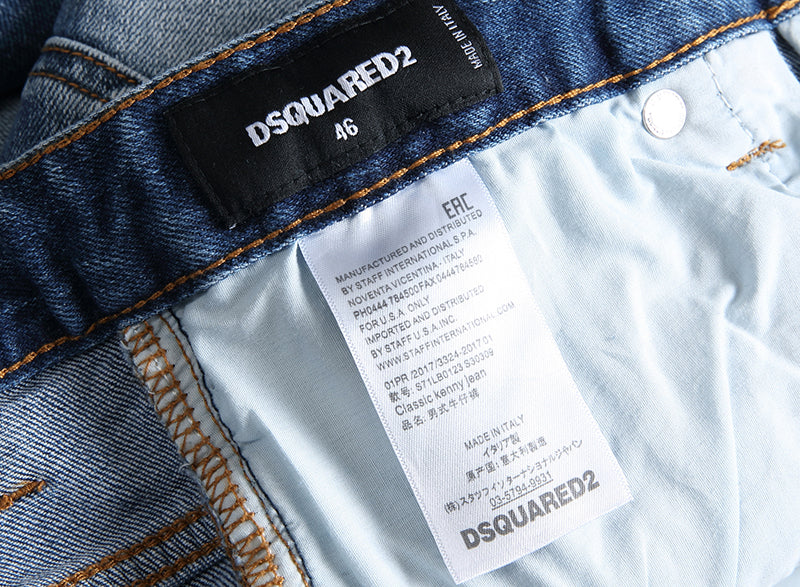 MADE IN ITALY
DSQUARED2
46
EAC
MANUFACTURED AND DISTRIBUTED
BY STAFF INTERNATIONAL S.P.A.
NOVENTA VICENTINA - ITALY
PH0444 784500FAX0444784590
FOR U.S.A. ONLY
IMPORTED AND DISTRIBUTED
BY STAFF U.S.A. INC.
WWW.STAFFINTERNATIONAL.COM
01PR /2017/3324-2017.01
款号: S71LB0123 S30309
Classic kenny jean
品名: 男式牛仔裤
MADE IN ITALY
イタリア製
原产国: 意大利製造
㈱スタッフインターナショナルジャパン
03-5794-9931
DSQUARED2